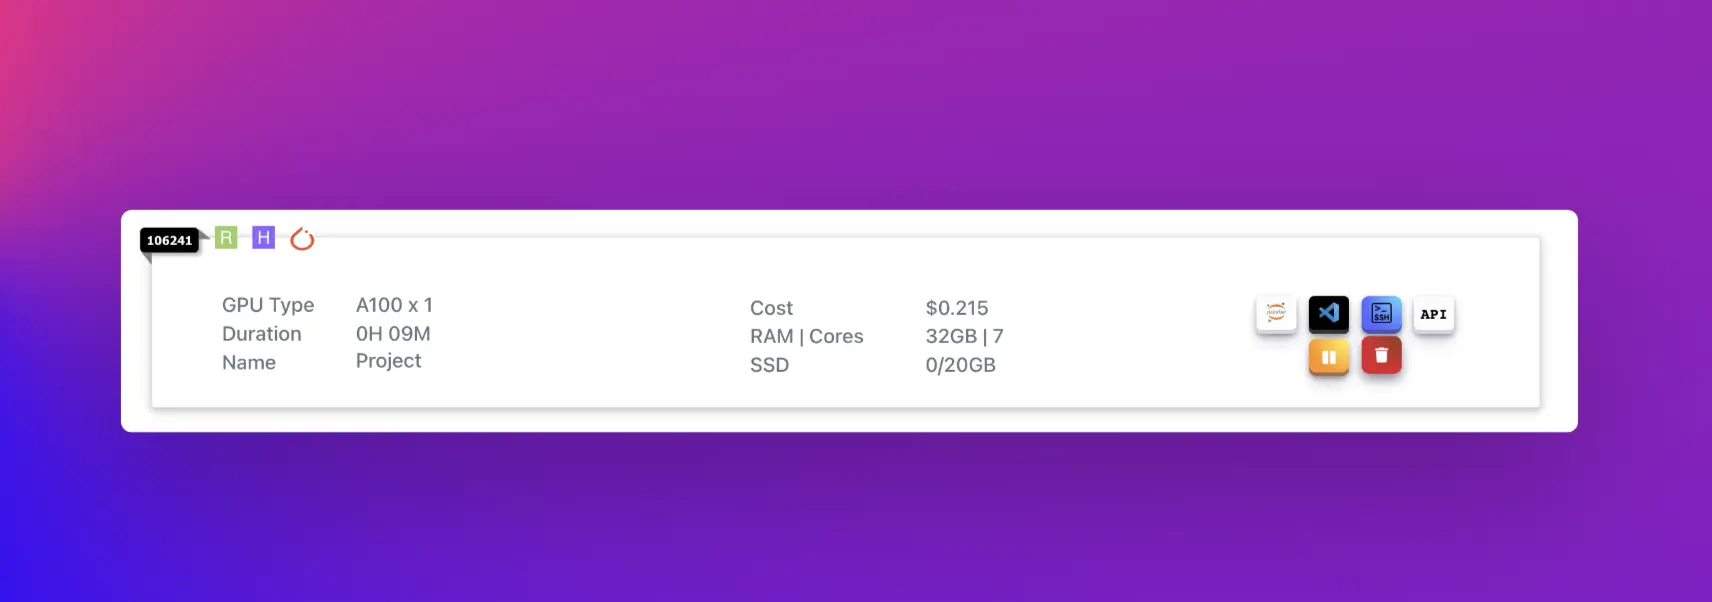 106241 R H
GPU Type A100 x 1
Duration 0H 09M
Name Project
Cost $0.215
RAM | Cores 32GB | 7
SSD 0/20GB
jupyter
>_ SSH
API